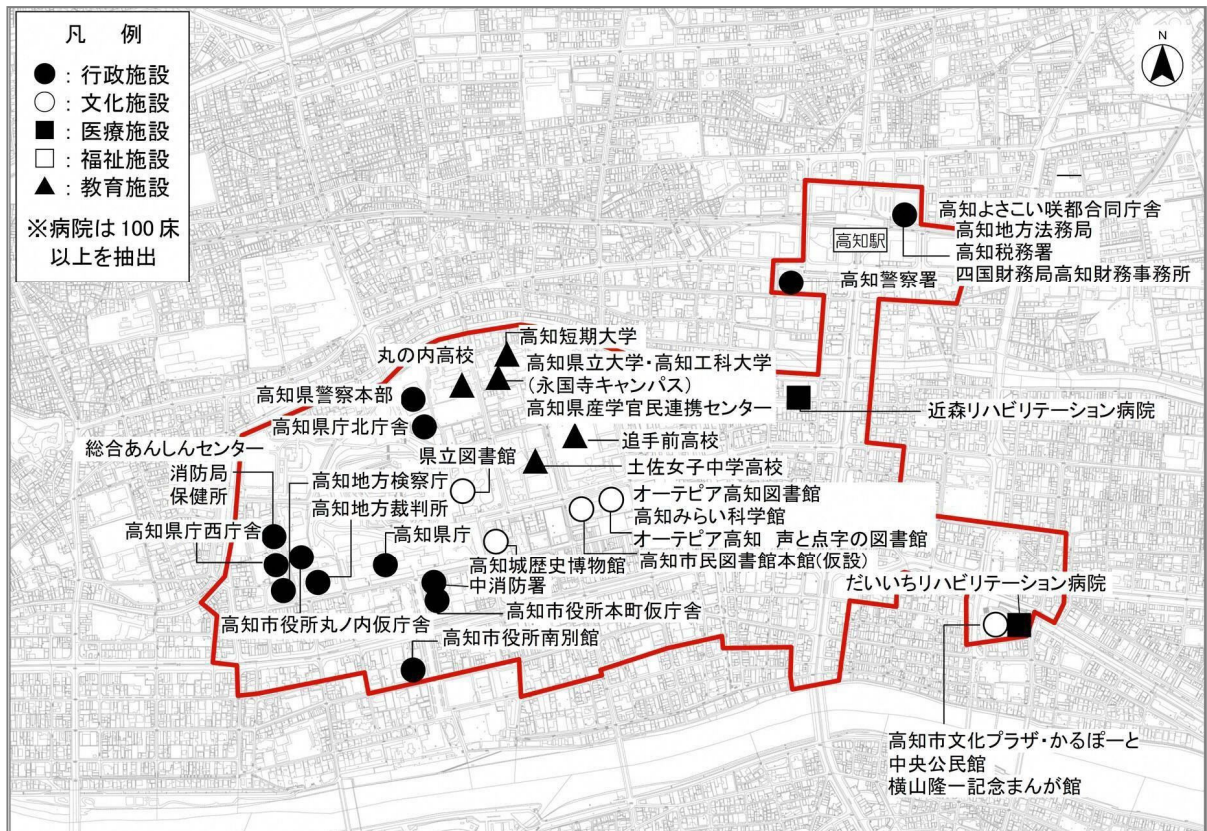 凡 例
● : 行政施設
○ : 文化施設
■ : 医療施設
□ : 福祉施設
▲ : 教育施設
※病院は100床
以上を抽出
N
高知よさこい咲都合同庁舎
高知地方法務局
高知税務署
四国財務局高知財務事務所
高知駅
高知警察署
高知短期大学
丸の内高校
高知県立大学・高知工科大学
(永国寺キャンパス)
高知県産学官民連携センター
高知県警察本部
高知県庁北庁舎
近森リハビリテーション病院
追手前高校
土佐女子中学高校
県立図書館
総合あんしんセンター
消防局
保健所
高知地方検察庁
高知地方裁判所
高知県庁西庁舎
高知県庁
オーテピア高知図書館
高知みらい科学館
オーテピア高知 声と点字の図書館
高知市民図書館本館(仮設)
高知城歴史博物館
中消防署
だいいちリハビリテーション病院
高知市役所本町仮庁舎
高知市役所丸ノ内仮庁舎
高知市役所南別館
高知市文化プラザ・かるぽーと
中央公民館
横山隆一記念まんが館